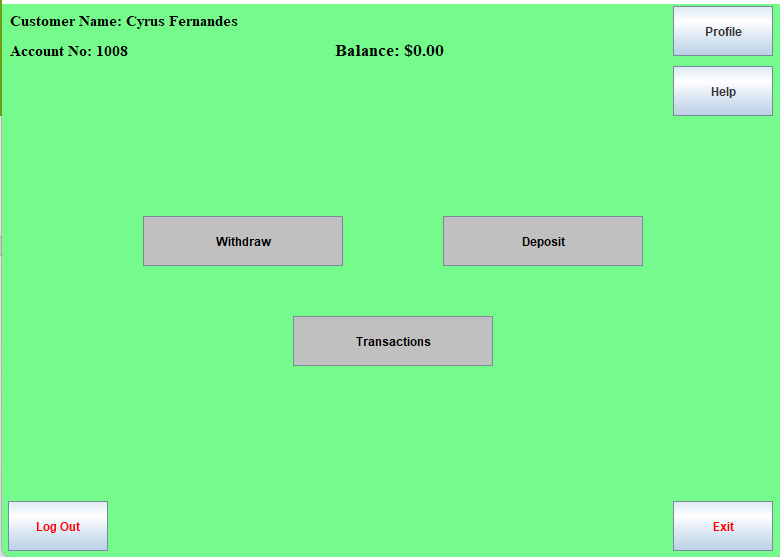 Customer Name: Cyrus Fernandes
Profile
Account No: 1008
Balance: $0.00
Help
Withdraw
Deposit
Transactions
Log Out
Exit